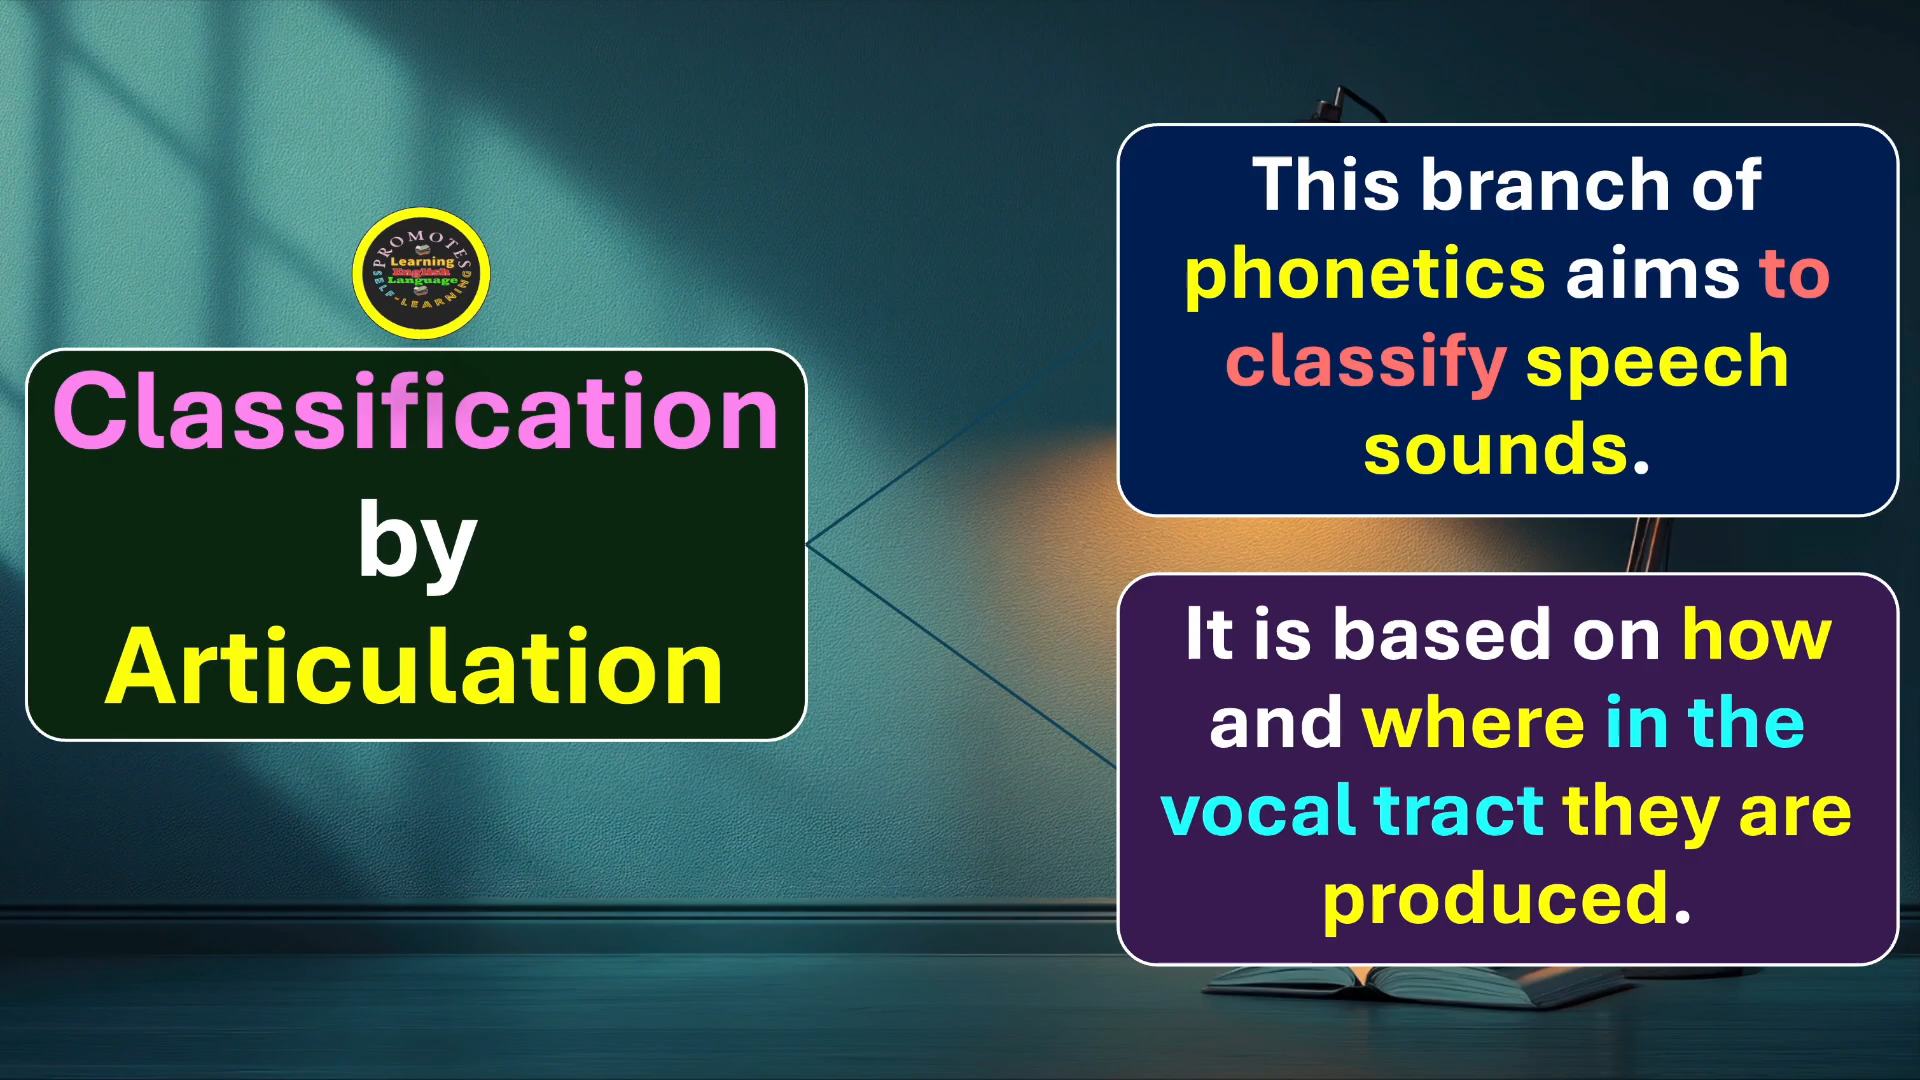 PROMOTES
Learning
English
Language
SELF-LEARNING
Classification
by
Articulation
This branch of
phonetics aims to
classify speech
sounds.
It is based on how
and where in the
vocal tract they are
produced.